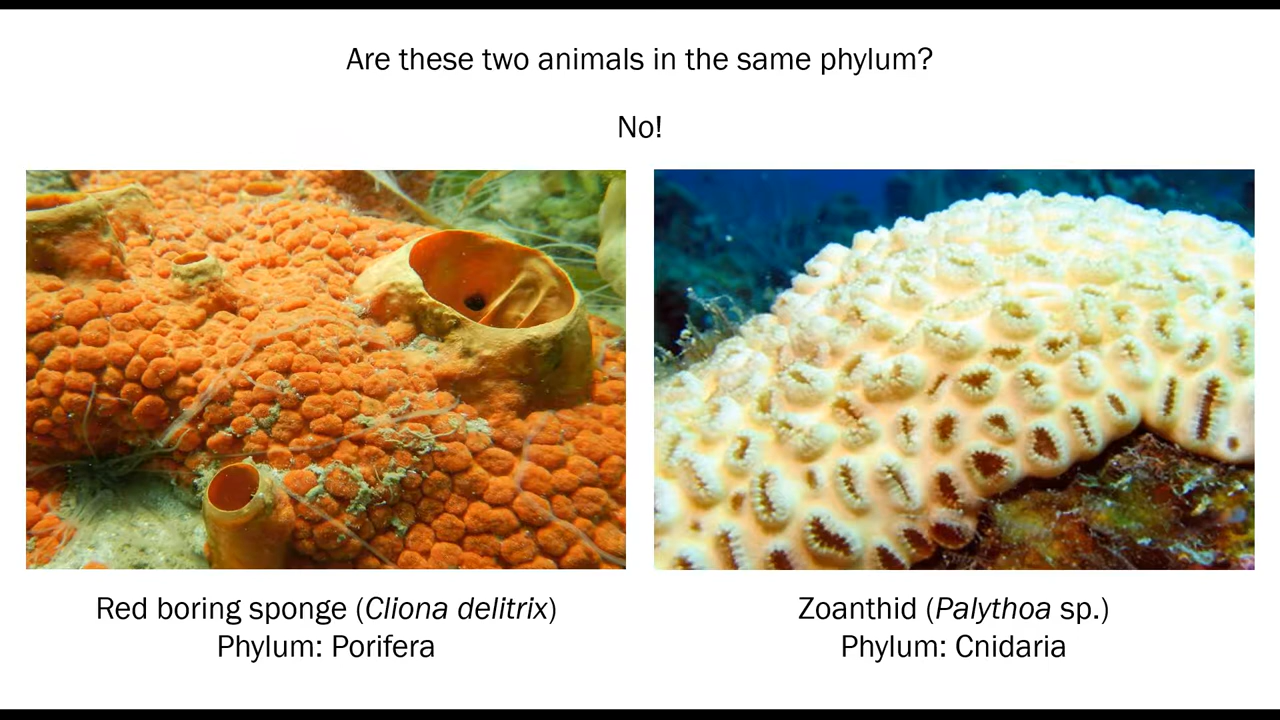 Are these two animals in the same phylum?
No!
Red boring sponge (Cliona delitrix)
Phylum: Porifera
Zoanthid (Palythoa sp.)
Phylum: Cnidaria